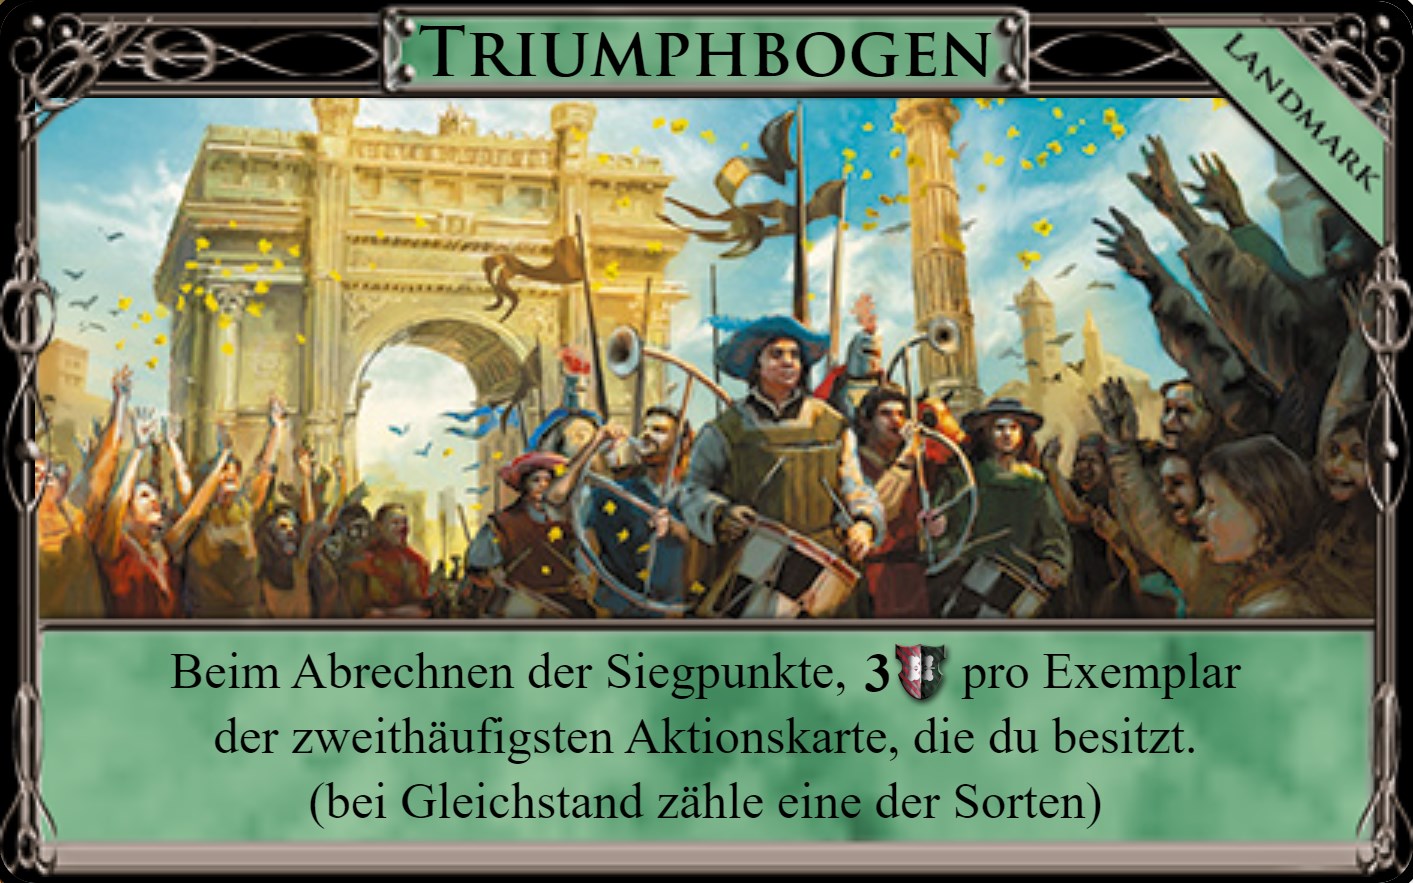 TRIUMPHBOGEN
LANDMARK
Beim Abrechnen der Siegpunkte, 3 pro Exemplar
der zweithäufigsten Aktionskarte, die du besitzt.
(bei Gleichstand zähle eine der Sorten)